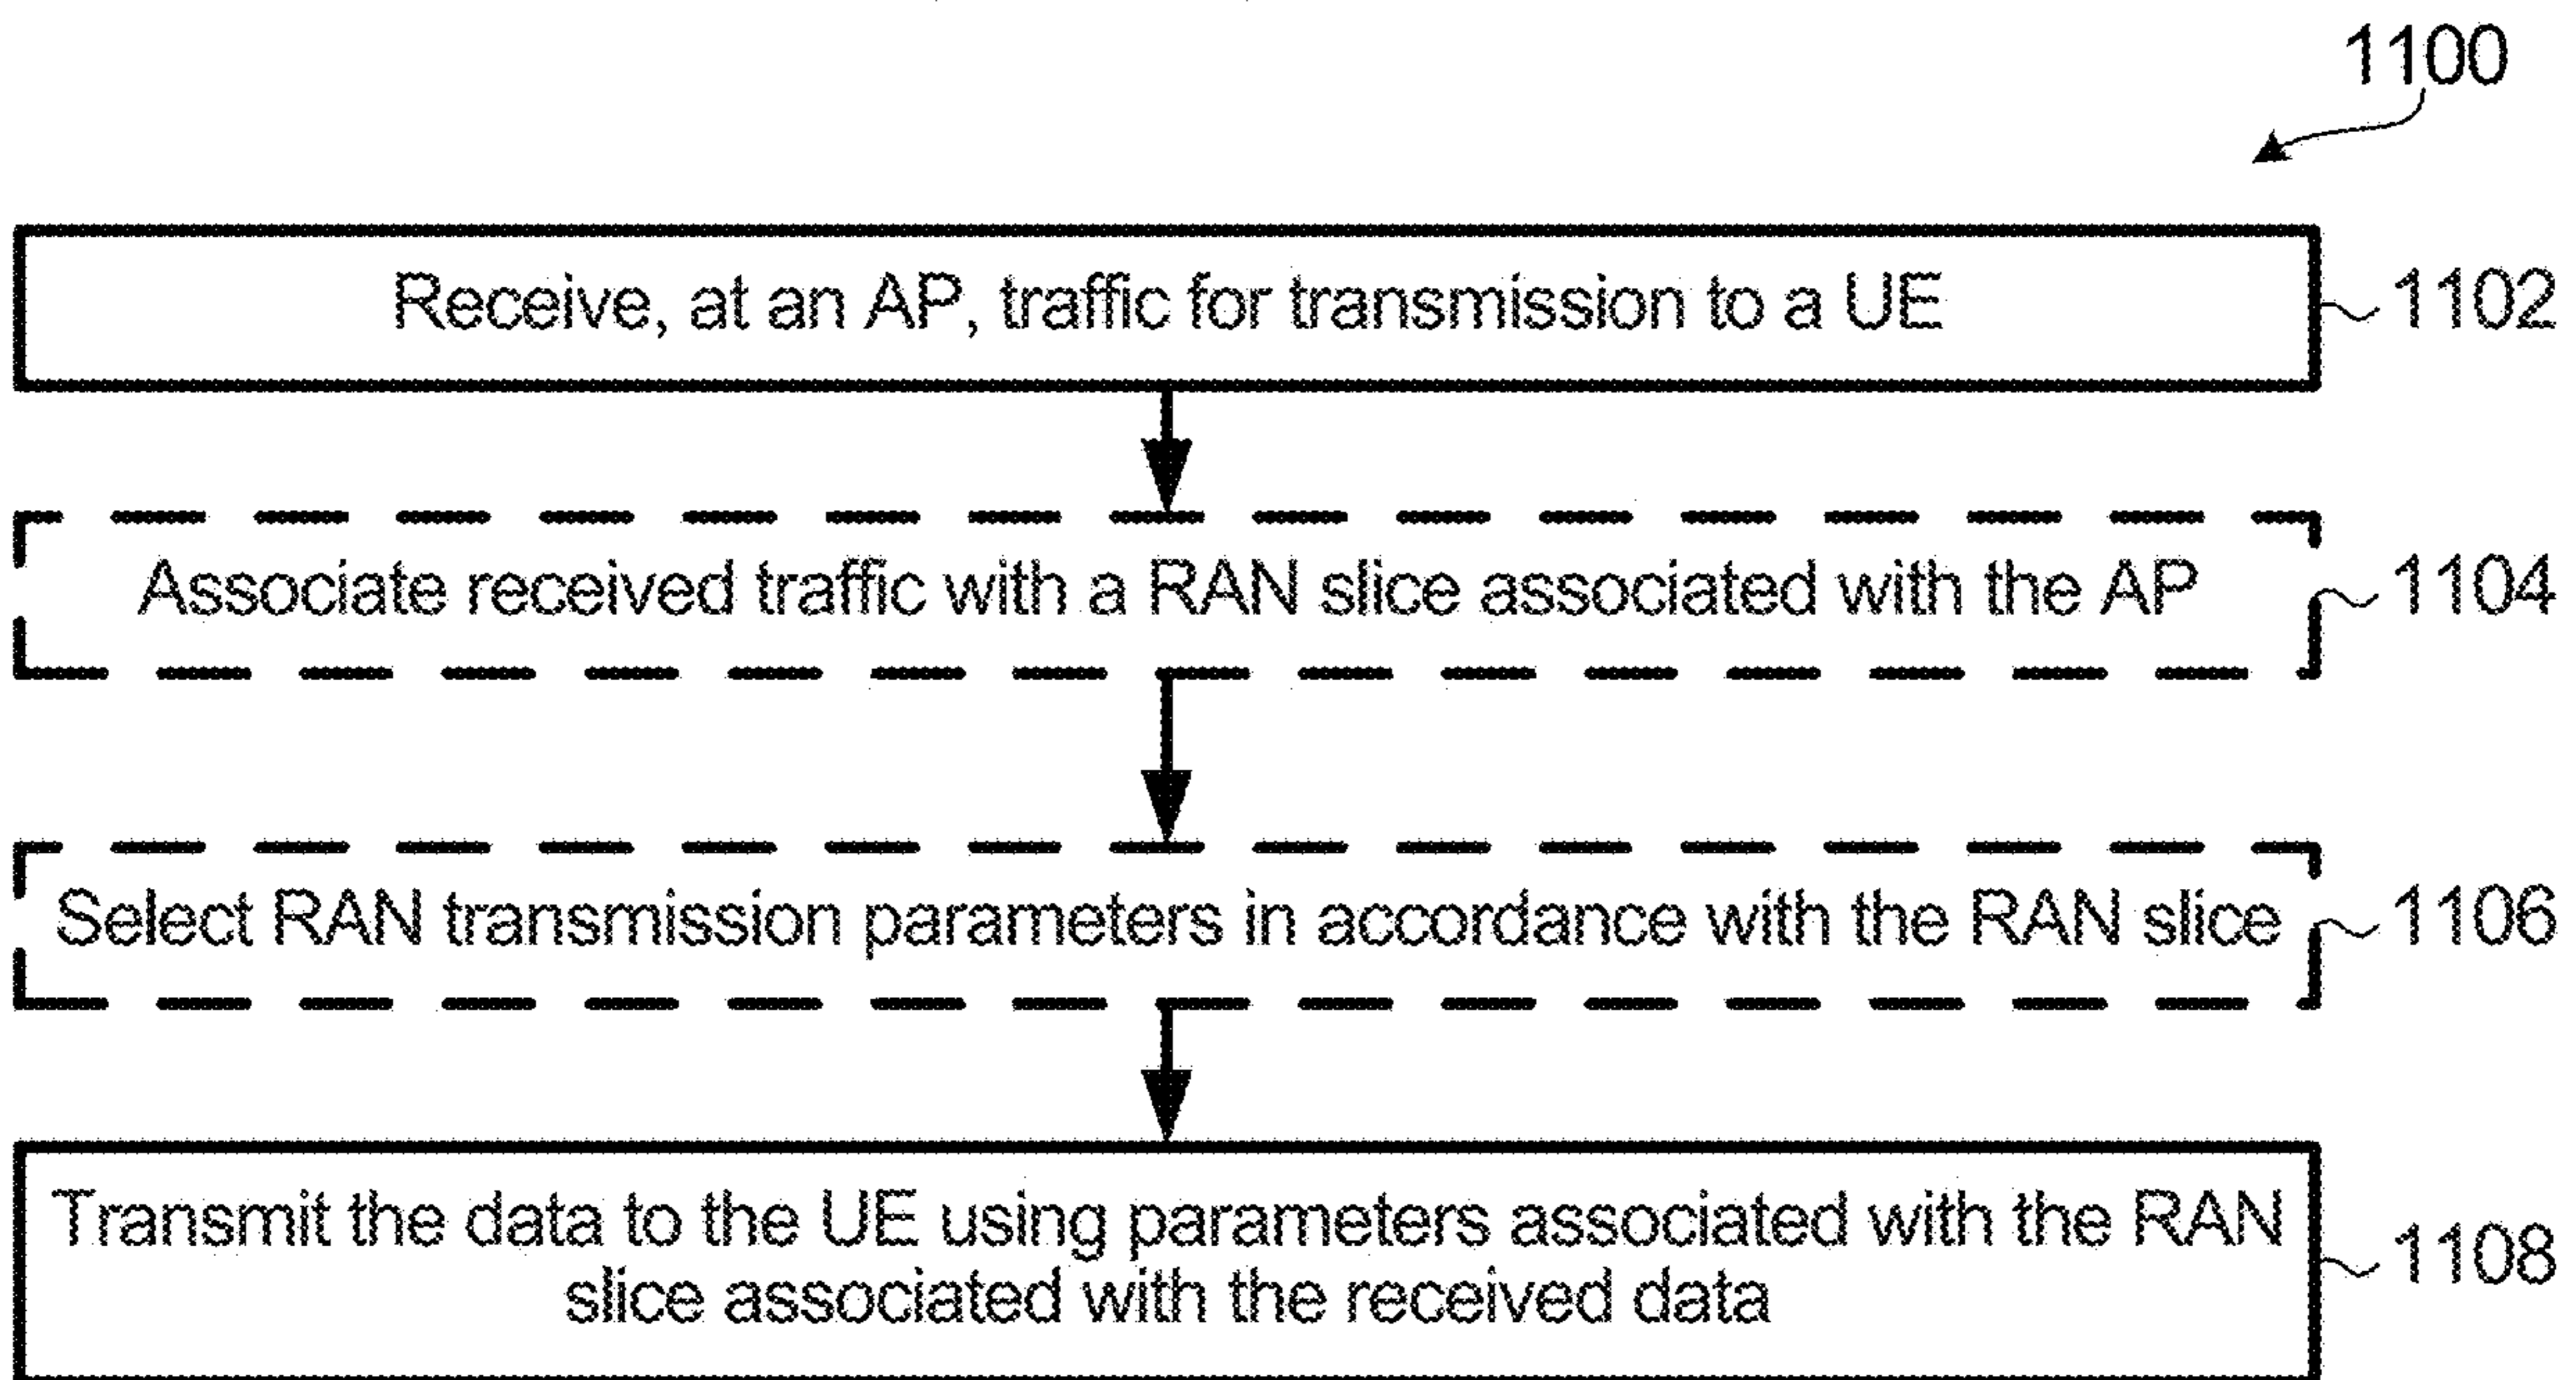 1100
Receive, at an AP, traffic for transmission to a UE
1102
Associate received traffic with a RAN slice associated with the AP
1104
Select RAN transmission parameters in accordance with the RAN slice
1106
Transmit the data to the UE using parameters associated with the RAN
slice associated with the received data
1108